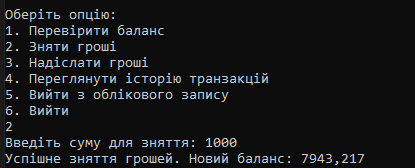 Оберіть опцію:
1. Перевірити баланс
2. Зняти гроші
3. Надіслати гроші
4. Переглянути історію транзакцій
5. Вийти з облікового запису
6. Вийти
2
Введіть суму для зняття: 1000
Успішне зняття грошей. Новий баланс: 7943,217